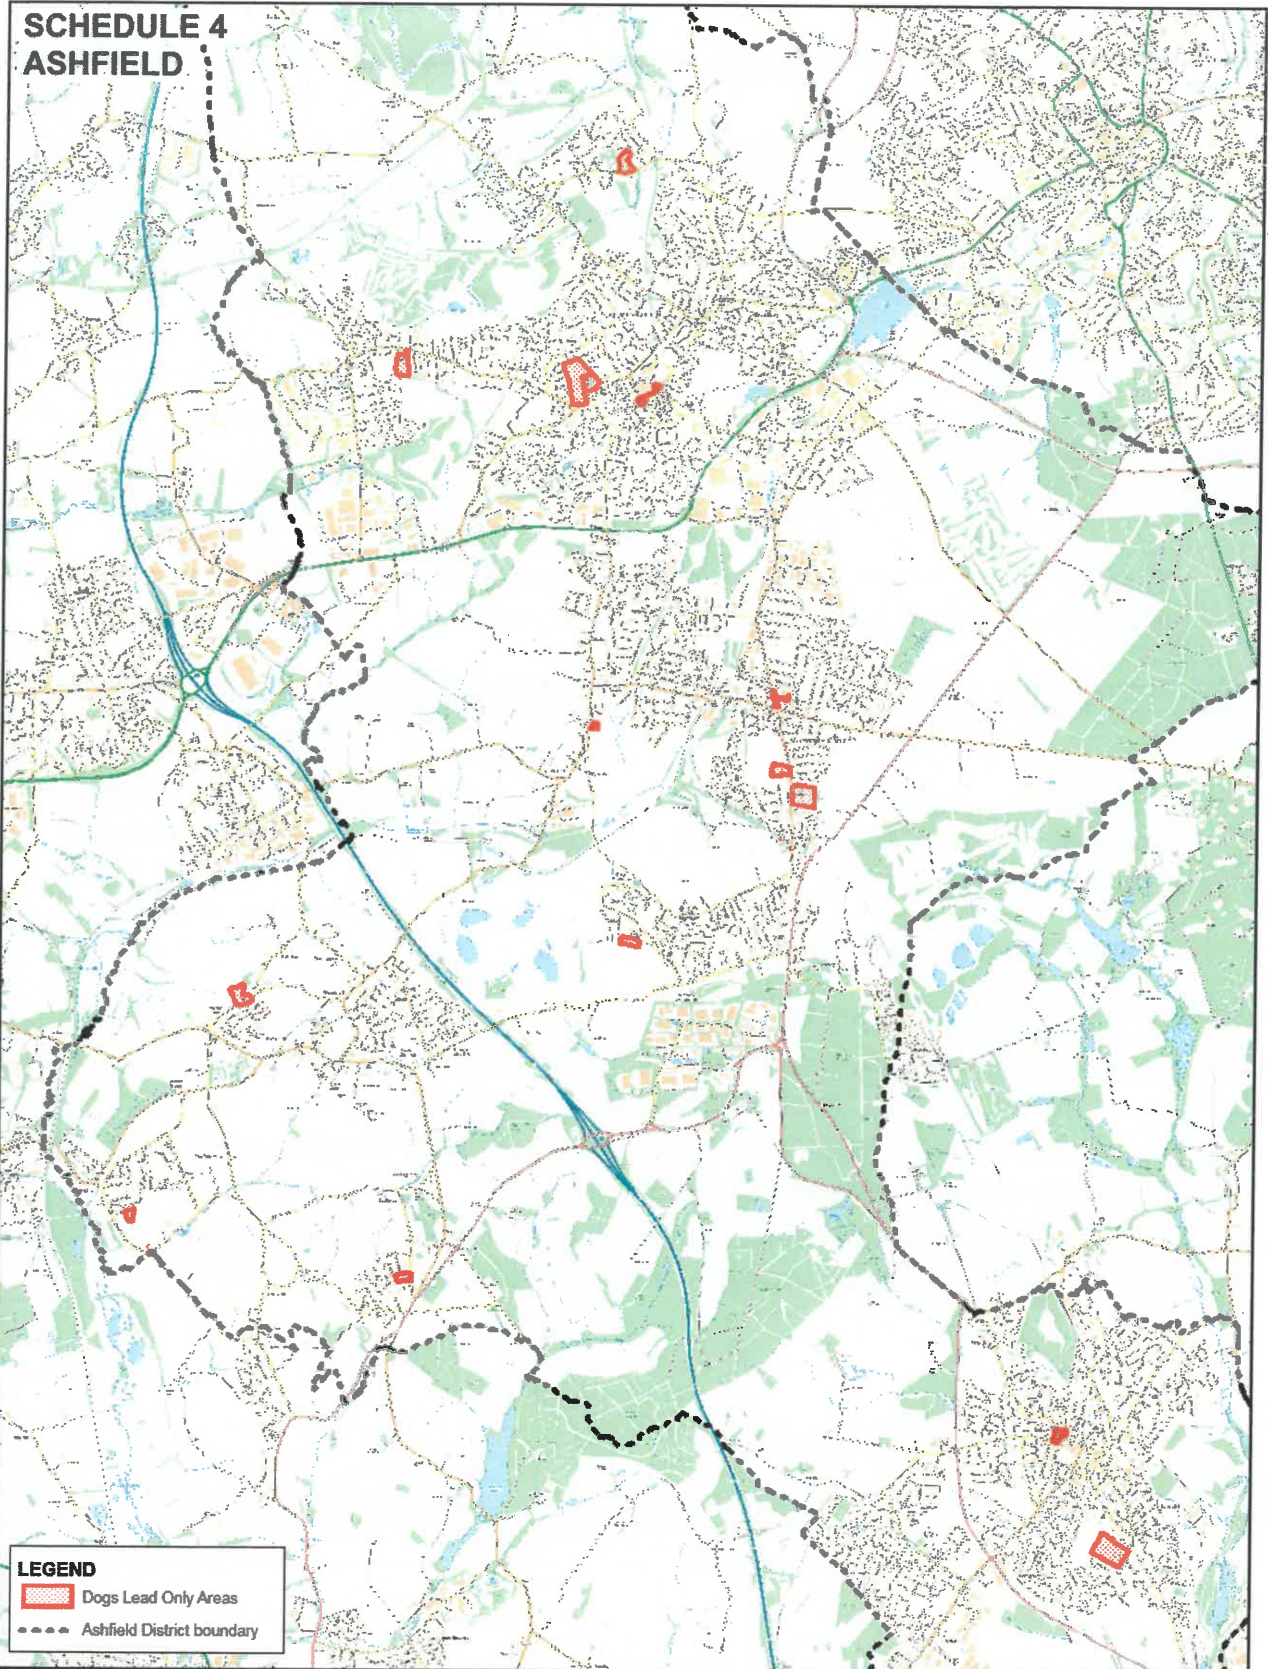 SCHEDULE 4
ASHFIELD
LEGEND
Dogs Lead Only Areas
Ashfield District boundary